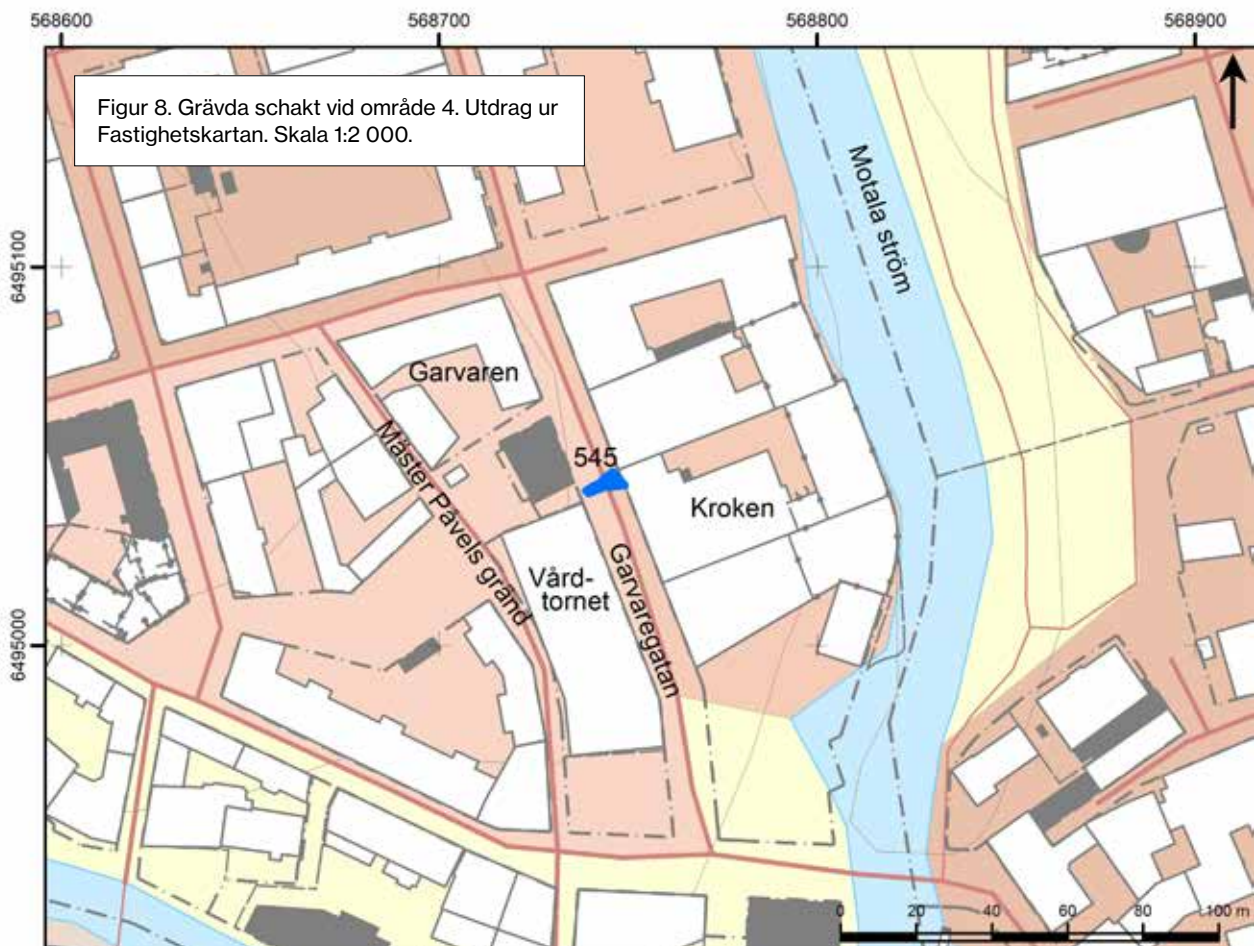 568600
568700
568800
568900
Figur 8. Grävda schakt vid område 4. Utdrag ur
Fastighetskartan. Skala 1:2 000.
Motala ström
6495100
Garvaren
545
Mäster Påvels gränd
Kroken
Vård-
tornet
Garvaregatan
6495000
0 20 40 60 80 100 m